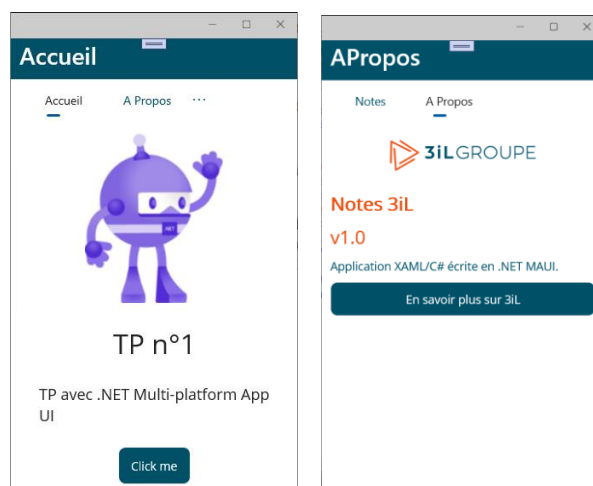 Accueil
Accueil A Propos ...
.NET
TP n°1
TP avec .NET Multi-platform App
UI
Click me
APropos
Notes A Propos
3iLGROUPE
Notes 3iL
v1.0
Application XAML/C# écrite en .NET MAUI.
En savoir plus sur 3iL